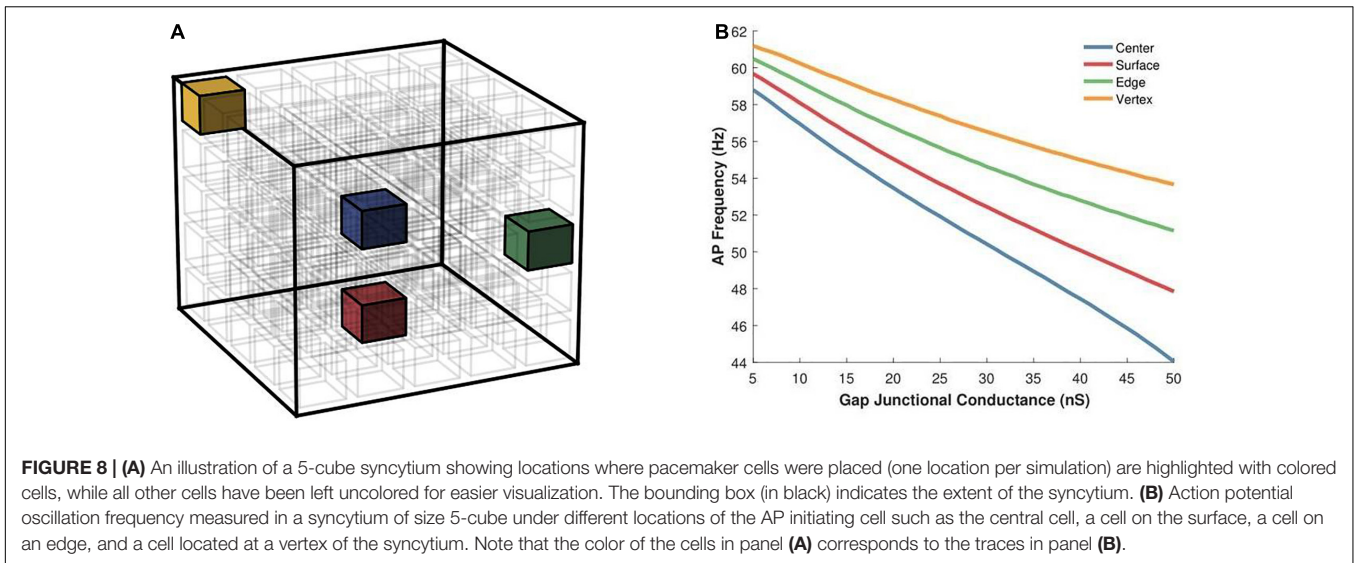 A
B
62
60
58
56
54
52
50
48
46
44
AP Frequency (Hz)
Center
Surface
Edge
Vertex
5 10 15 20 25 30 35 40 45 50
Gap Junctional Conductance (nS)
FIGURE 8 | (A) An illustration of a 5-cube syncytium showing locations where pacemaker cells were placed (one location per simulation) are highlighted with colored
cells, while all other cells have been left uncolored for easier visualization. The bounding box (in black) indicates the extent of the syncytium. (B) Action potential
oscillation frequency measured in a syncytium of size 5-cube under different locations of the AP initiating cell such as the central cell, a cell on the surface, a cell on
an edge, and a cell located at a vertex of the syncytium. Note that the color of the cells in panel (A) corresponds to the traces in panel (B).